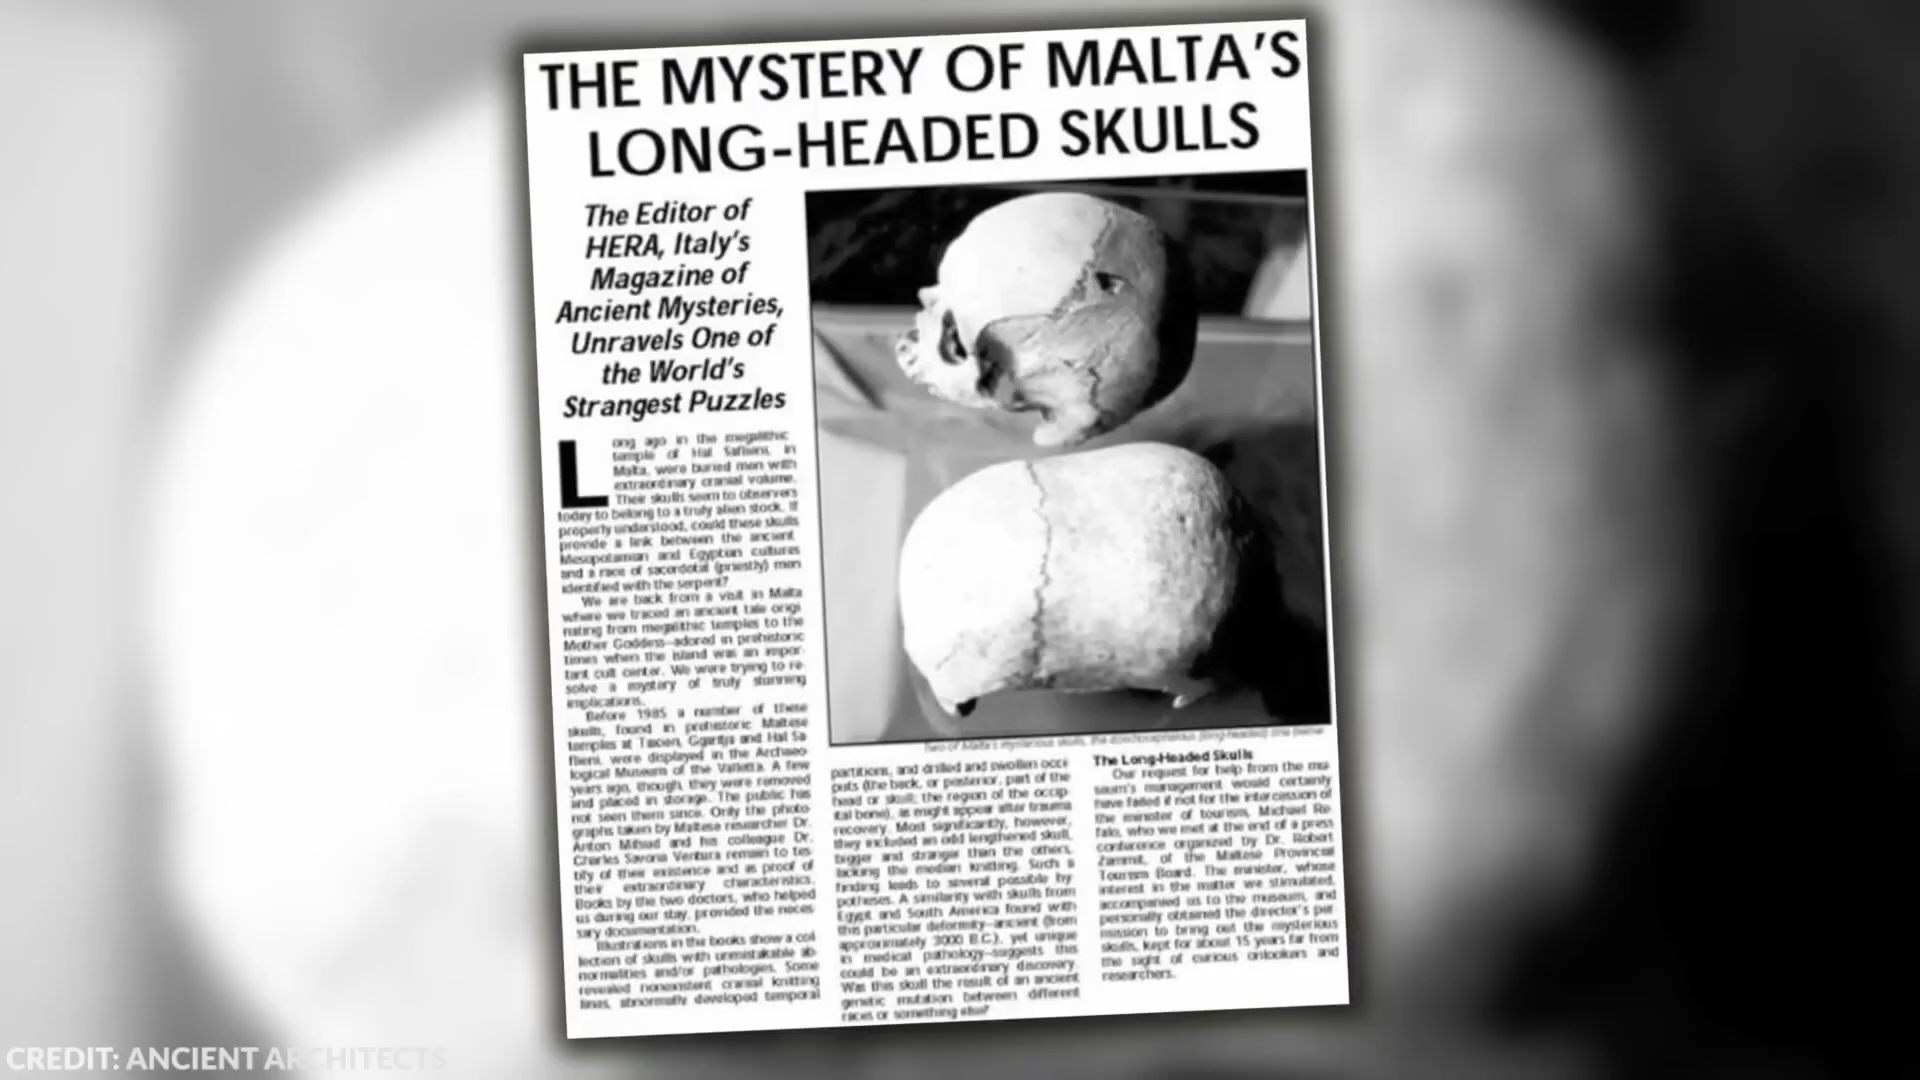 THE MYSTERY OF MALTA'S
LONG-HEADED SKULLS
The Editor of
HERA, Italy's
Magazine of
Ancient Mysteries,
Unravels One of
the World's
Strangest Puzzles
Long ago in the megalithic
temple of Hal Saflieni, in
Malta, were buried men with
extraordinary cranial volume.
Their skulls seem to observers
today to belong to a truly alien stock. If
properly understood, could these skulls
provide a link between the ancient
Mesopotamian and Egyptian cultures
and a race of sacerdotal (priestly) men
identified with the serpent?
We are back from a visit in Malta
where we traced an ancient tale origi-
nating from megalithic temples to the
Mother Goddess--adored in prehistoric
times when the island was an impor-
tant cult center. We were trying to re-
solve a mystery of truly stunning
implications.
Before 1985 a number of these
skulls, found in prehistoric Maltese
temples at Taxien, Ggantja and Hal Sa
flieni, were displayed in the Archaeo-
logical Museum of the Valletta. A few
years ago, though, they were removed
and placed in storage. The public has
not seen them since. Only the photo-
graphs taken by Maltese researcher Dr.
Anton Mifsud and his colleague Dr.
Charles Savona Ventura remain to tes-
tify of their existence and as proof of
their extraordinary characteristics.
Books by the two doctors, who helped
us during our stay, provided the neces-
sary documentation.
Illustrations in the books show a col-
lection of skulls with unmistakable ab-
normalities and/or pathologies. Some
revealed nonexistent cranial knitting
lines, abnormally developed temporal
Two of Malta's mysterious skulls, the dolichocephalous (long-headed) one below
partitions, and drilled and swollen occi-
puts (the back, or posterior, part of the
head or skull; the region of the occip-
ital bone), as might appear after trauma
recovery. Most significantly, however,
they included an odd lengthened skull,
bigger and stranger than the others,
lacking the median knitting. Such a
finding leads to several possible hy-
potheses. A similarity with skulls from
Egypt and South America found with
this particular deformity--ancient (from
approximately 3000 B.C.), yet unique
in medical pathology--suggests this
could be an extraordinary discovery.
Was this skull the result of an ancient
genetic mutation between different
races or something else?
The Long-Headed Skulls
Our request for help from the mu-
seum's management would certainly
have failed if not for the intercession of
the minister of tourism, Michael Re
falo, who we met at the end of a press
conference organized by Dr. Robert
Zammit, of the Maltese Provincial
Tourism Board. The minister, whose
interest in the matter we stimulated,
accompanied us to the museum, and
personally obtained the director's per-
mission to bring out the mysterious
skulls, kept for about 15 years far from
the sight of curious onlookers and
researchers.
CREDIT: ANCIENT ARCHITECTS